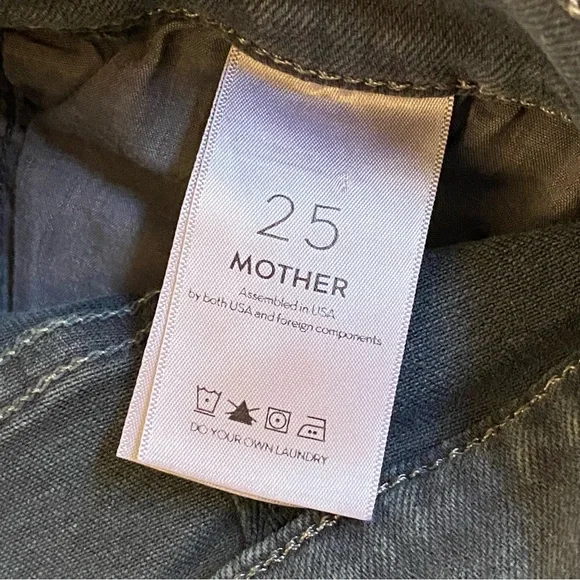 25
MOTHER
Assembled in USA
by both USA and foreign components
DO YOUR OWN LAUNDRY